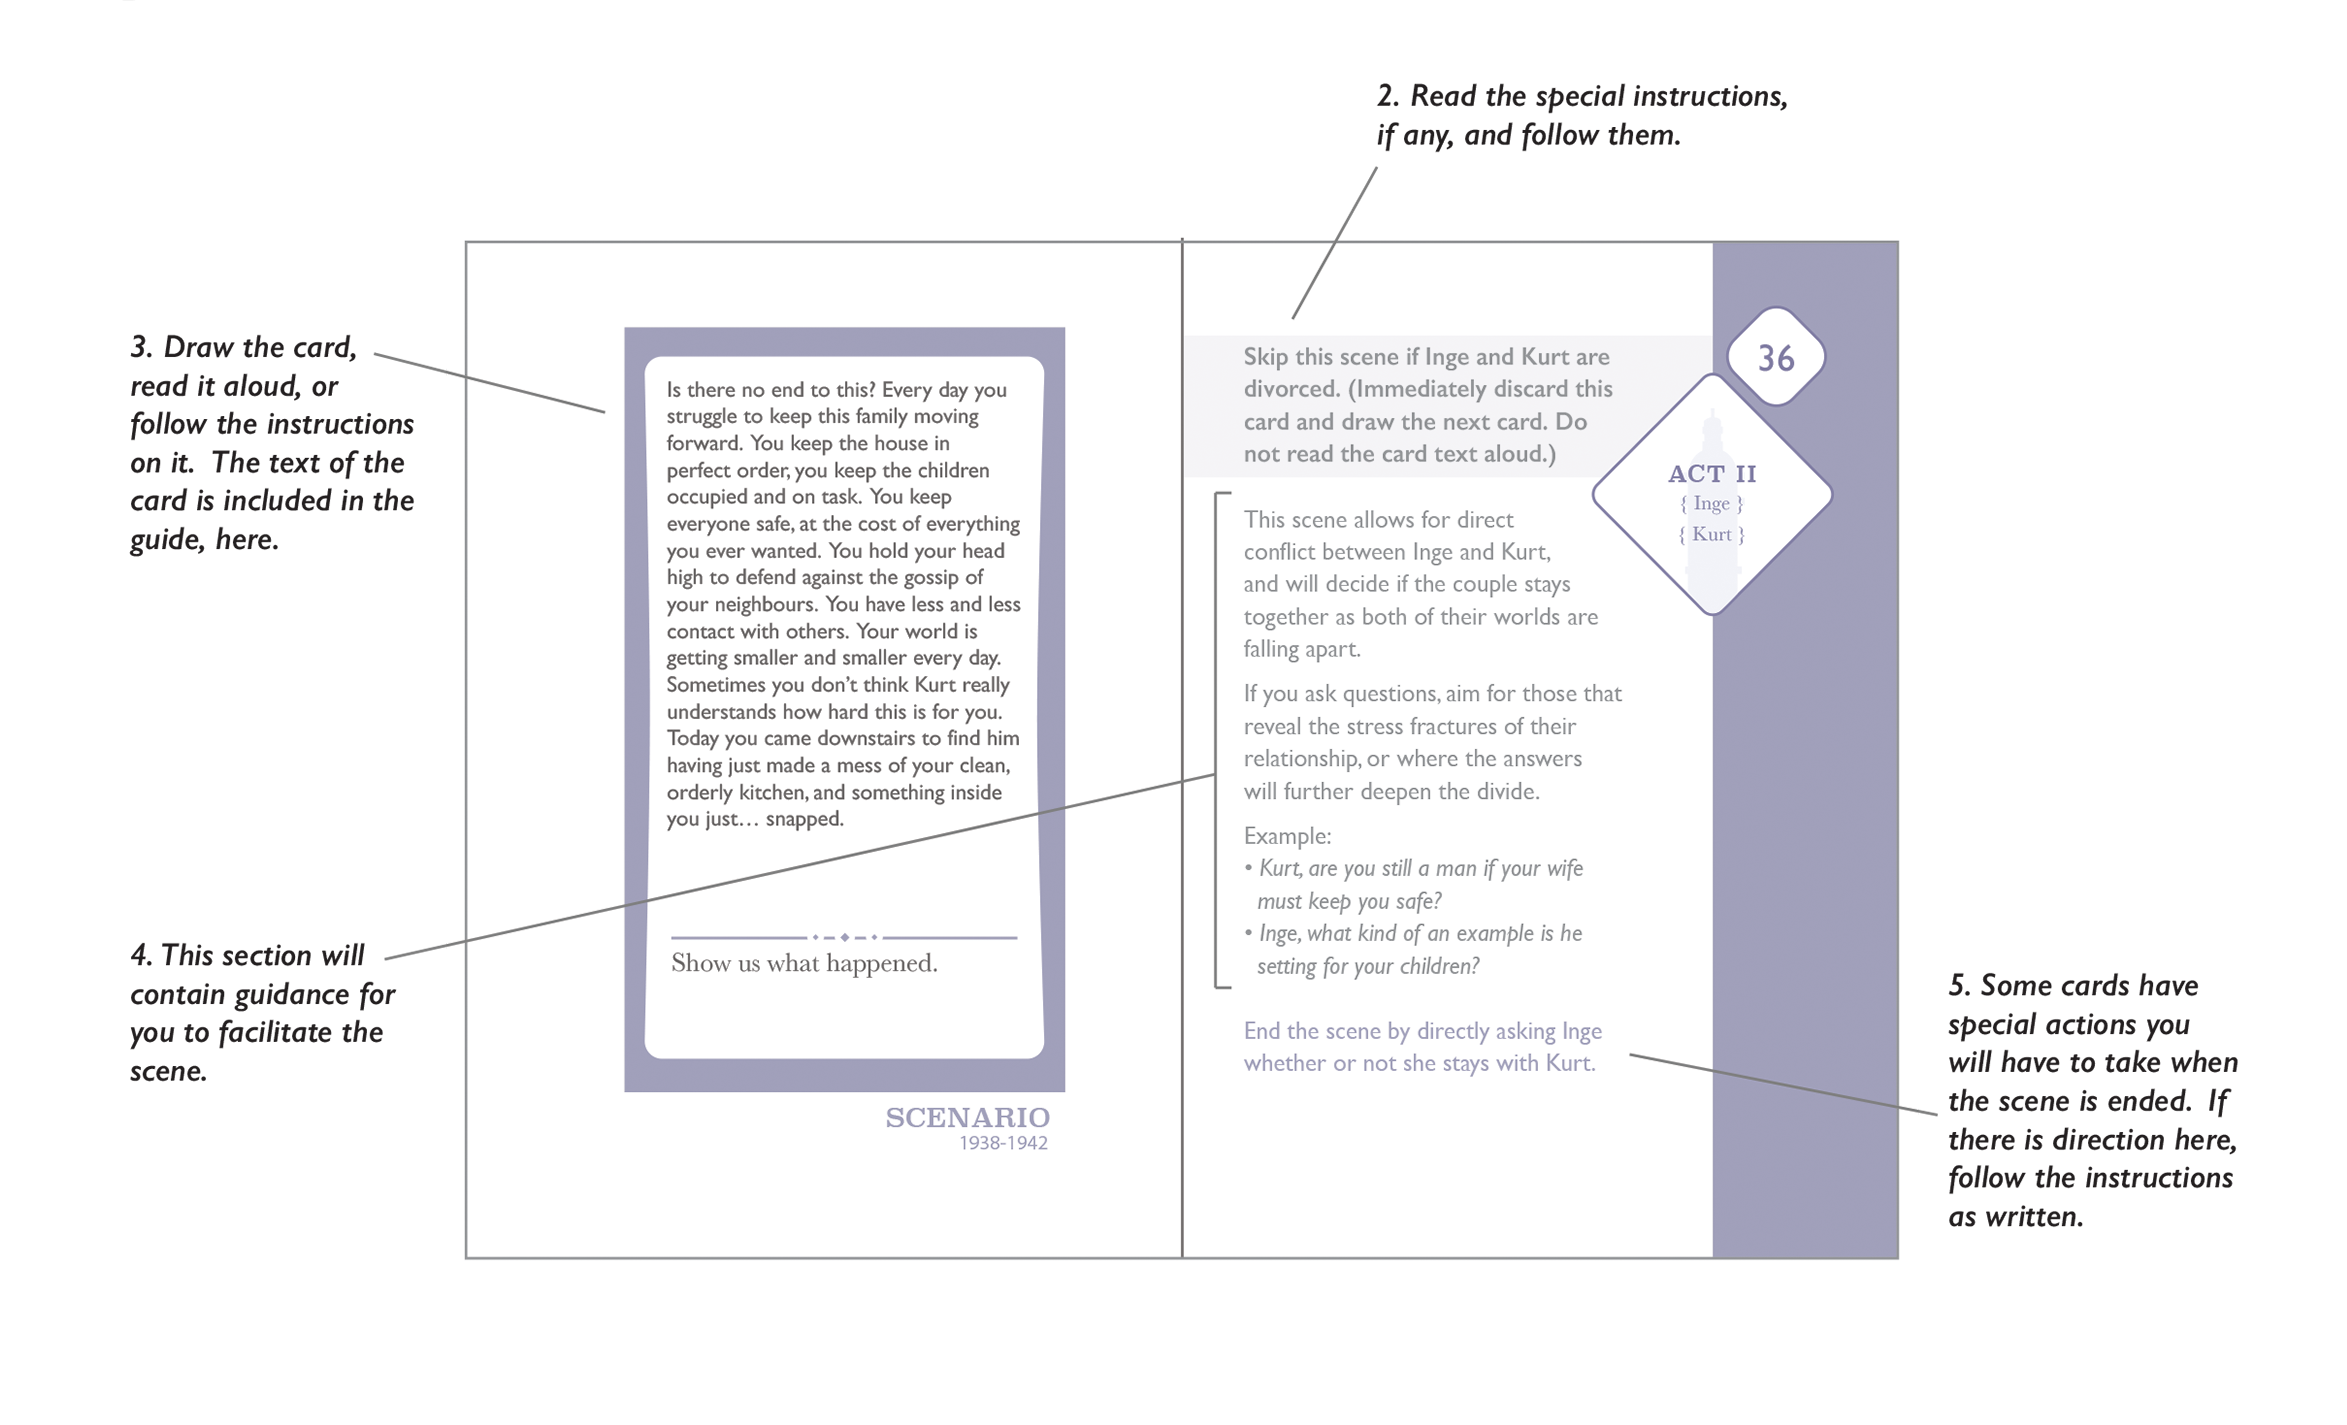 2. Read the special instructions,
if any, and follow them.
3. Draw the card,
read it aloud, or
follow the instructions
on it. The text of the
card is included in the
guide, here.
Is there no end to this? Every day you
struggle to keep this family moving
forward. You keep the house in
perfect order, you keep the children
occupied and on task. You keep
everyone safe, at the cost of everything
you ever wanted. You hold your head
high to defend against the gossip of
your neighbours. You have less and less
contact with others. Your world is
getting smaller and smaller every day.
Sometimes you don’t think Kurt really
understands how hard this is for you.
Today you came downstairs to find him
having just made a mess of your clean,
orderly kitchen, and something inside
you just… snapped.
Show us what happened.
SCENARIO
1938-1942
Skip this scene if Inge and Kurt are
divorced. (Immediately discard this
card and draw the next card. Do
not read the card text aloud.)
36
ACT II
{ Inge }
{ Kurt }
This scene allows for direct
conflict between Inge and Kurt,
and will decide if the couple stays
together as both of their worlds are
falling apart.
If you ask questions, aim for those that
reveal the stress fractures of their
relationship, or where the answers
will further deepen the divide.
Example:
• Kurt, are you still a man if your wife
must keep you safe?
• Inge, what kind of an example is he
setting for your children?
End the scene by directly asking Inge
whether or not she stays with Kurt.
4. This section will
contain guidance for
you to facilitate the
scene.
5. Some cards have
special actions you
will have to take when
the scene is ended. If
there is direction here,
follow the instructions
as written.